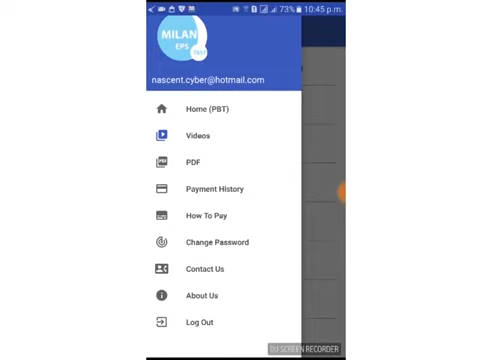 73% 10:45 p.m.
MILAN
EPS
TEST
nascent.cyber@hotmail.com
Home (PBT)
Videos
PDF
PDF
Payment History
How To Pay
Change Password
Contact Us
About Us
Log Out
DU SCREEN RECORDER